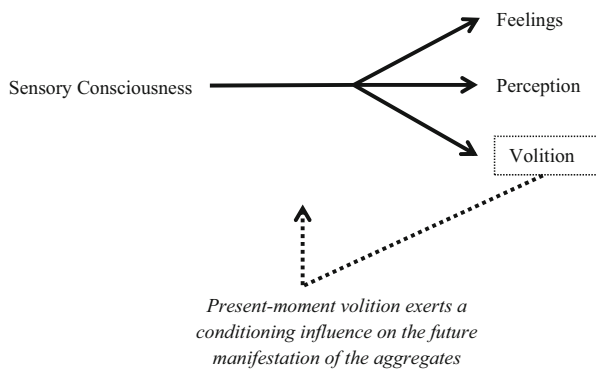 Feelings
Sensory Consciousness
Perception
Volition
Present-moment volition exerts a
conditioning influence on the future
manifestation of the aggregates